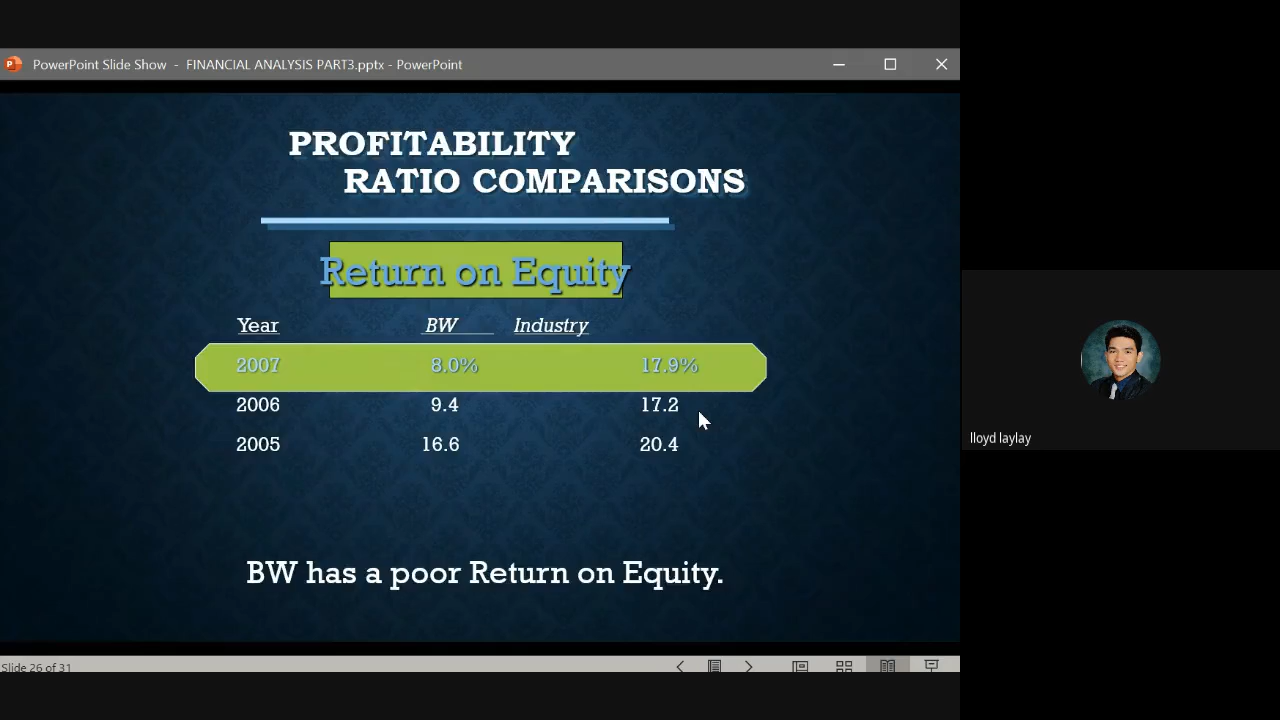 PowerPoint Slide Show - FINANCIAL ANALYSIS PART3.pptx - PowerPoint
PROFITABILITY
RATIO COMPARISONS
Return on Equity
Year BW Industry
2007 8.0% 17.9%
2006 9.4 17.2
2005 16.6 20.4
BW has a poor Return on Equity.
Slide 26 of 31
lloyd laylay